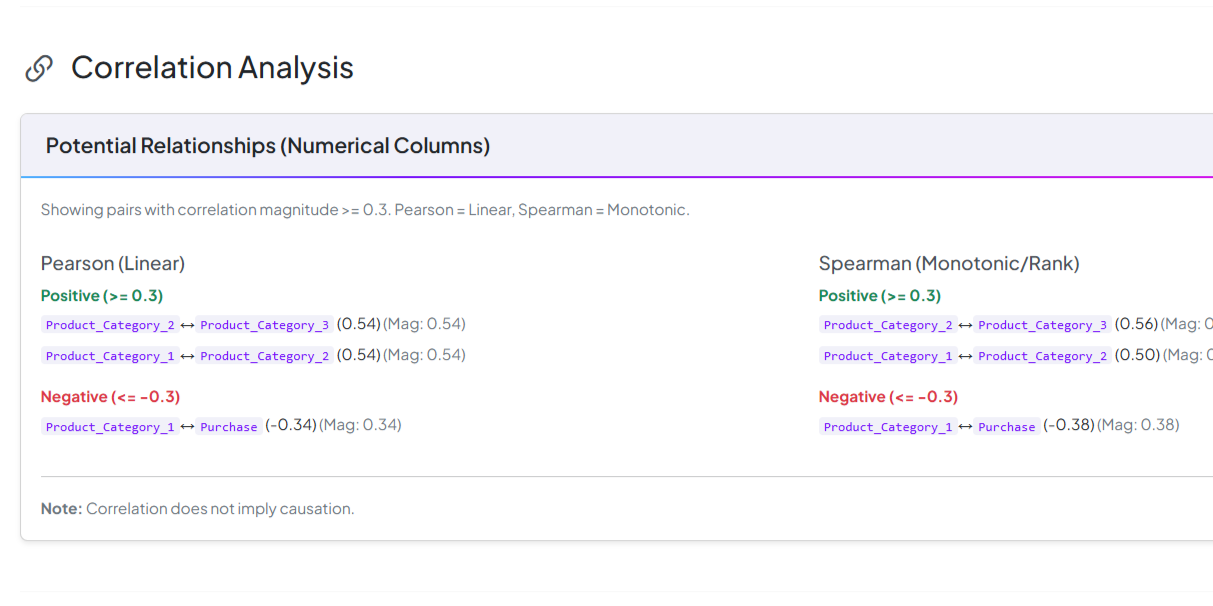 Correlation Analysis
Potential Relationships (Numerical Columns)
Showing pairs with correlation magnitude >= 0.3. Pearson = Linear, Spearman = Monotonic.
Pearson (Linear)
Positive (>= 0.3)
Product_Category_2 ↔ Product_Category_3 (0.54) (Mag: 0.54)
Product_Category_1 ↔ Product_Category_2 (0.54) (Mag: 0.54)
Negative (<= -0.3)
Product_Category_1 ↔ Purchase (-0.34) (Mag: 0.34)
Spearman (Monotonic/Rank)
Positive (>= 0.3)
Product_Category_2 ↔ Product_Category_3 (0.56) (Mag:
Product_Category_1 ↔ Product_Category_2 (0.50) (Mag:
Negative (<= -0.3)
Product_Category_1 ↔ Purchase (-0.38) (Mag: 0.38)
Note: Correlation does not imply causation.